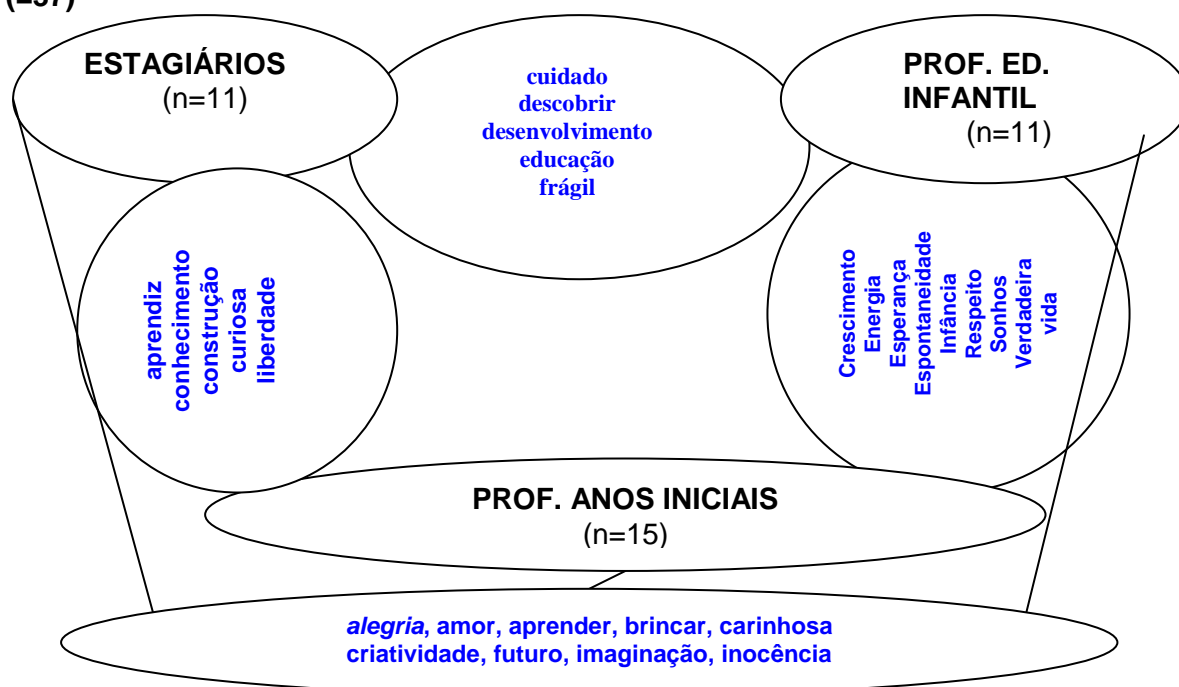 (=37)
ESTAGIÁRIOS
(n=11)
cuidado
descobrir
desenvolvimento
educação
frágil
PROF. ED.
INFANTIL
(n=11)
aprendiz
conhecimento
construção
curiosa
liberdade
Crescimento
Energia
Esperança
Espontaneidade
Infância
Respeito
Sonhos
Verdadeira
vida
PROF. ANOS INICIAIS
(n=15)
alegria, amor, aprender, brincar, carinhosa
criatividade, futuro, imaginação, inocência